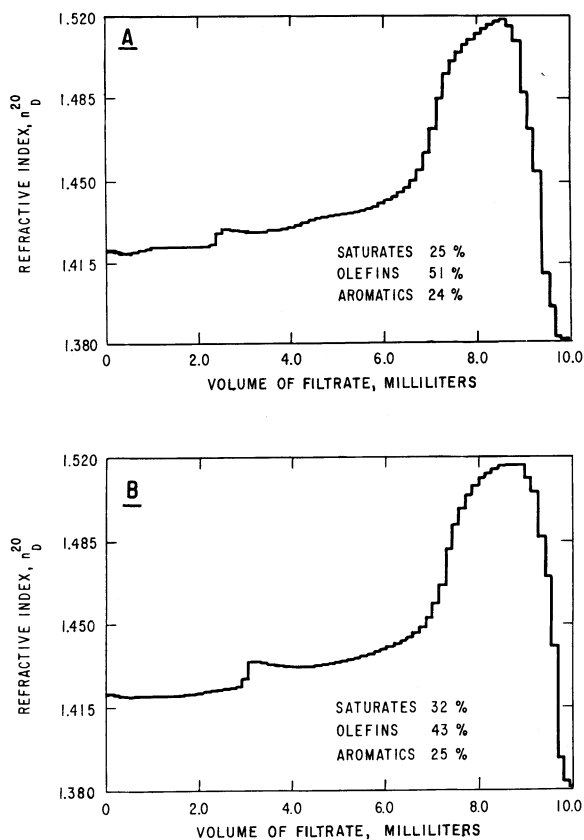 A
1.520
1.485
1.450
1.415
1.380
REFRACTIVE INDEX, n20D
SATURATES 25 %
OLEFINS 51 %
AROMATICS 24 %
0 2.0 4.0 6.0 8.0 10.0
VOLUME OF FILTRATE, MILLILITERS
B
1.520
1.485
1.450
1.415
1.380
REFRACTIVE INDEX, n20D
SATURATES 32 %
OLEFINS 43 %
AROMATICS 25 %
0 2.0 4.0 6.0 8.0 10.0
VOLUME OF FILTRATE, MILLILITERS